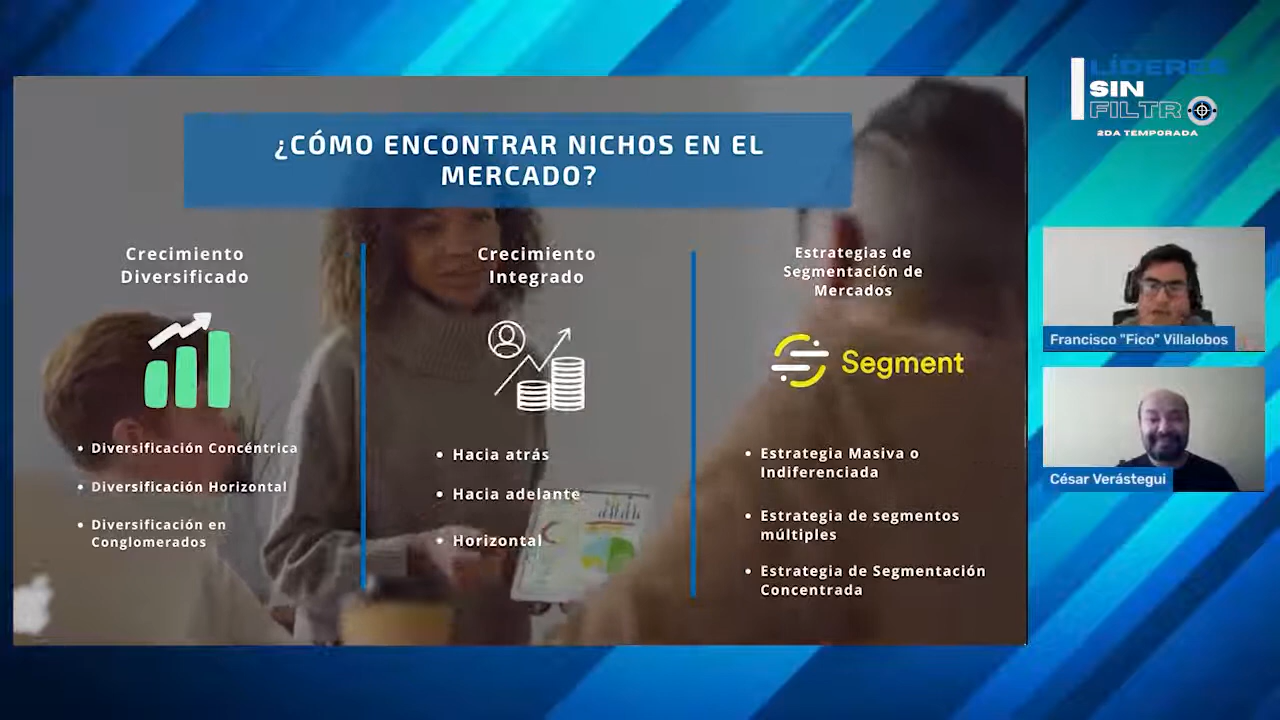 ¿CÓMO ENCONTRAR NICHOS EN EL
MERCADO?
Crecimiento
Diversificado
Diversificación Concéntrica
Diversificación Horizontal
Diversificación en
Conglomerados
Crecimiento
Integrado
Hacia atrás
Hacia adelante
Horizontal
Estrategias de
Segmentación de
Mercados
Segment
Estrategia Masiva o
Indiferenciada
Estrategia de segmentos
múltiples
Estrategia de Segmentación
Concentrada
LÍDERES
SIN
FILTRO
2DA TEMPORADA
Francisco "Fico" Villalobos
César Verástegui